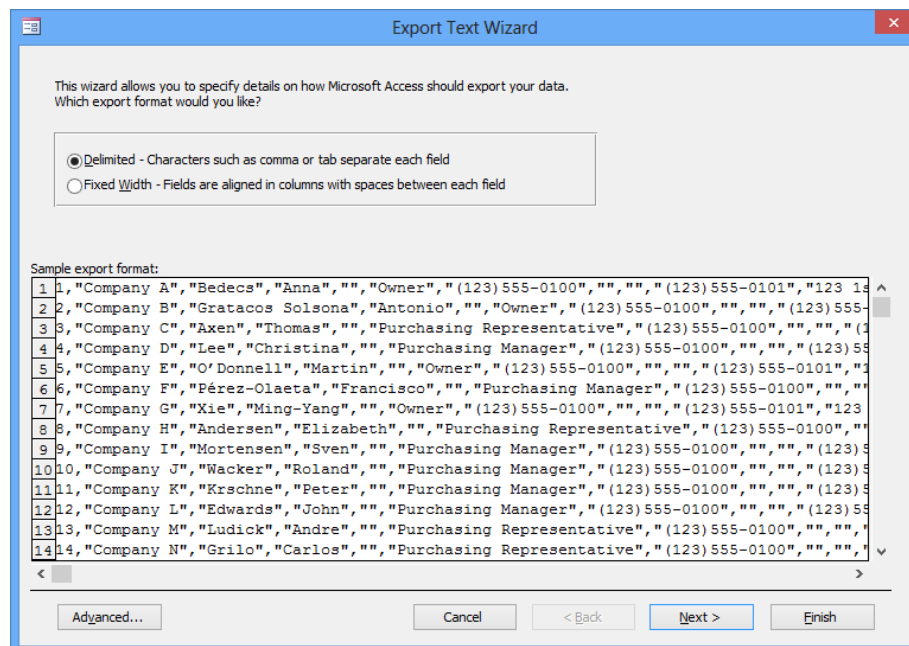 Export Text Wizard
This wizard allows you to specify details on how Microsoft Access should export your data.
Which export format would you like?
Delimited - Characters such as comma or tab separate each field
Fixed Width - Fields are aligned in columns with spaces between each field
Sample export format:
1 1,"Company A","Bedecs","Anna","","Owner","(123)555-0100","","","(123)555-0101","123 1s
2 2,"Company B","Gratacos Solsona","Antonio","","Owner","(123)555-0100","","","(123)555-
3 3,"Company C","Axen","Thomas","","Purchasing Representative","(123)555-0100","","","(1
4 4,"Company D","Lee","Christina","","Purchasing Manager","(123)555-0100","","","(123)55
5 5,"Company E","O'Donnell","Martin","","Owner","(123)555-0100","","","(123)555-0101","1
6 6,"Company F","Pérez-Olaeta","Francisco","","Purchasing Manager","(123)555-0100","",""
7 7,"Company G","Xie","Ming-Yang","","Owner","(123)555-0100","","","(123)555-0101","123
8 8,"Company H","Andersen","Elizabeth","","Purchasing Representative","(123)555-0100",""
9 9,"Company I","Mortensen","Sven","","Purchasing Manager","(123)555-0100","","","(123)5
10 10,"Company J","Wacker","Roland","","Purchasing Manager","(123)555-0100","","","(123)5
11 11,"Company K","Krschne","Peter","","Purchasing Manager","(123)555-0100","","","(123)5
12 12,"Company L","Edwards","John","","Purchasing Manager","(123)555-0100","","","(123)55
13 13,"Company M","Ludick","Andre","","Purchasing Representative","(123)555-0100","","","
14 14,"Company N","Grilo","Carlos","","Purchasing Representative","(123)555-0100","","","
Advanced... Cancel < Back Next > Finish